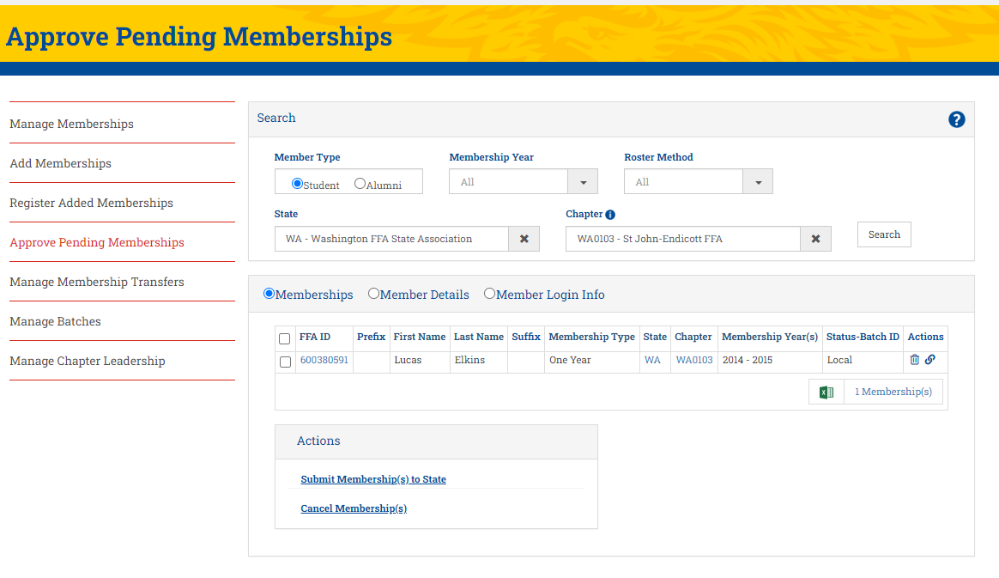 Approve Pending Memberships
Manage Memberships
Add Memberships
Register Added Memberships
Approve Pending Memberships
Manage Membership Transfers
Manage Batches
Manage Chapter Leadership
Search
?
Member Type Membership Year Roster Method
Student Alumni All All
State Chapter i
WA - Washington FFA State Association WA0103 - St John-Endicott FFA Search
Memberships Member Details Member Login Info
FFA ID Prefix First Name Last Name Suffix Membership Type State Chapter Membership Year(s) Status-Batch ID Actions
600380591 Lucas Elkins One Year WA WA0103 2014 - 2015 Local
1 Membership(s)
Actions
Submit Membership(s) to State
Cancel Membership(s)